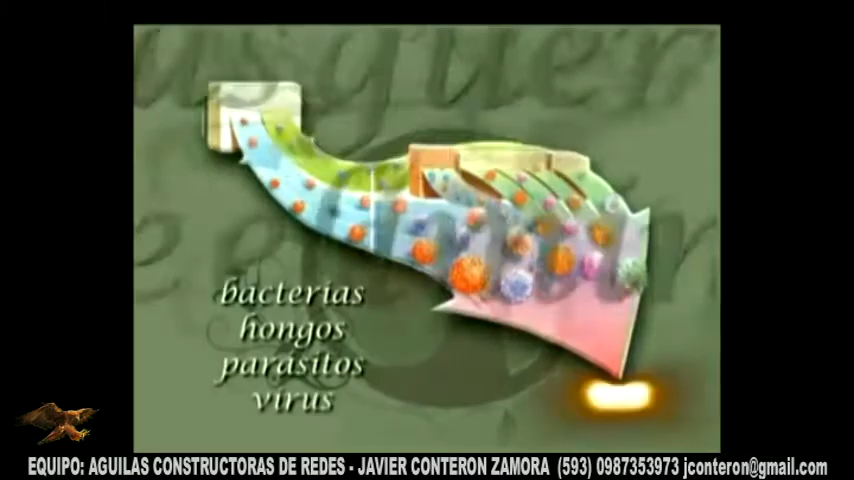 bacterias
hongos
parásitos
virus
EQUIPO: AGUILAS CONSTRUCTORAS DE REDES - JAVIER CONTERON ZAMORA (593) 0987353973 jconteron@gmail.com